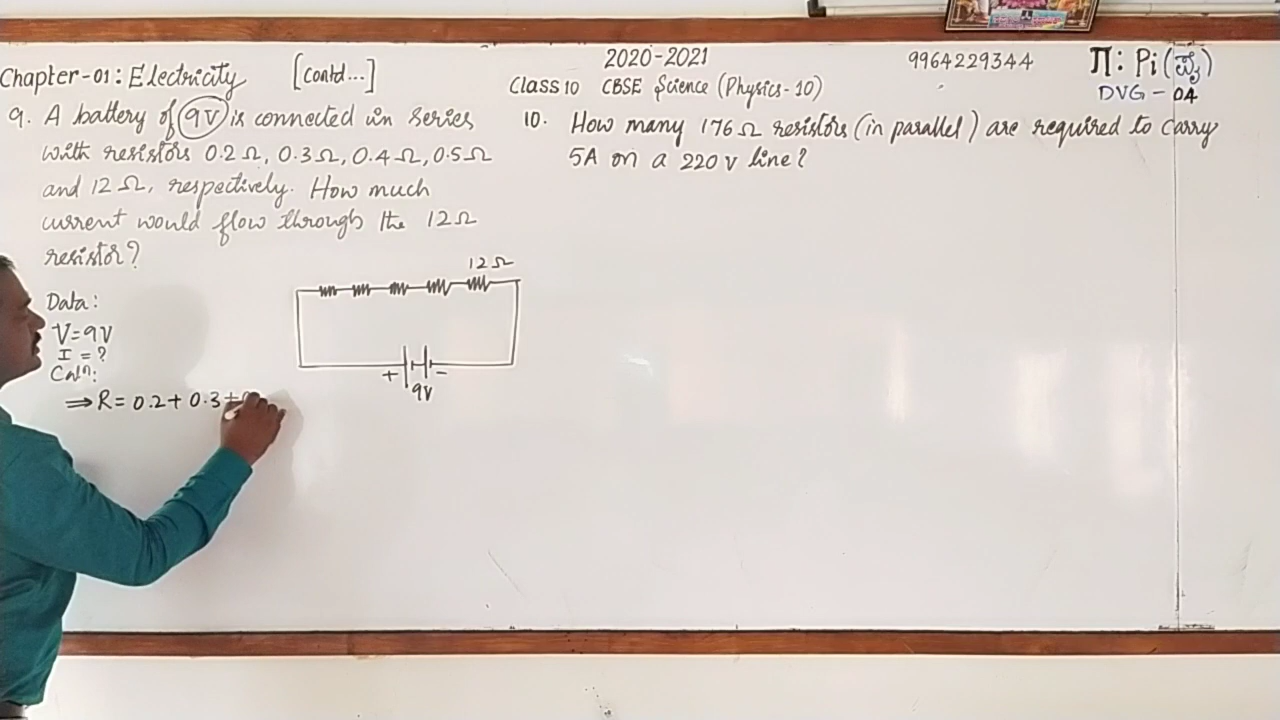 2020-2021
9964229344
Π: Pi (ಪೈ)
Chapter-01: Electricity [Contd...]
Class 10 CBSE Science (Physics-10)
DVG - 04
9. A battery of 9V is connected in series
with resistors 0.2Ω, 0.3Ω, 0.4Ω, 0.5Ω
and 12Ω, respectively. How much
current would flow through the 12Ω
resistor?
12Ω
+ -
9V
Data:
V=9V
I = ?
Caln:
⇒ R = 0.2 + 0.3 +
10. How many 176Ω resistors (in parallel) are required to carry
5A on a 220 V line?